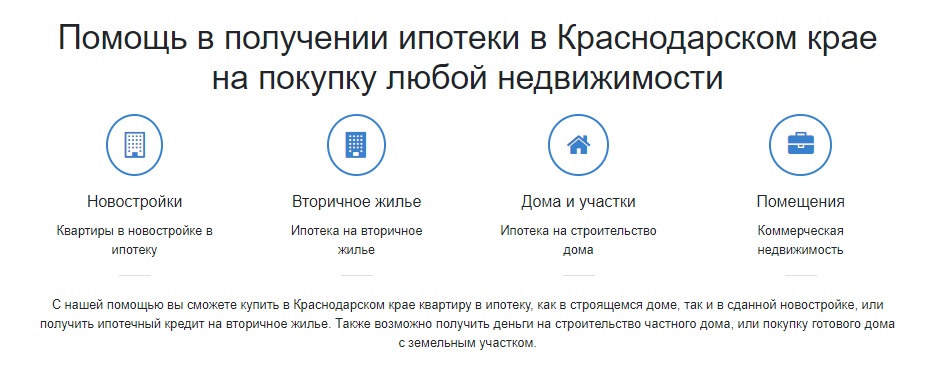 Помощь в получении ипотеки в Краснодарском крае
на покупку любой недвижимости
Новостройки
Квартиры в новостройке в
ипотеку
Вторичное жилье
Ипотека на вторичное
жилье
Дома и участки
Ипотека на строительство
дома
Помещения
Коммерческая
недвижимость
С нашей помощью вы сможете купить в Краснодарском крае квартиру в ипотеку, как в строящемся доме, так и в сданной новостройке, или
получить ипотечный кредит на вторичное жилье. Также возможно получить деньги на строительство частного дома, или покупку готового дома
с земельным участком.